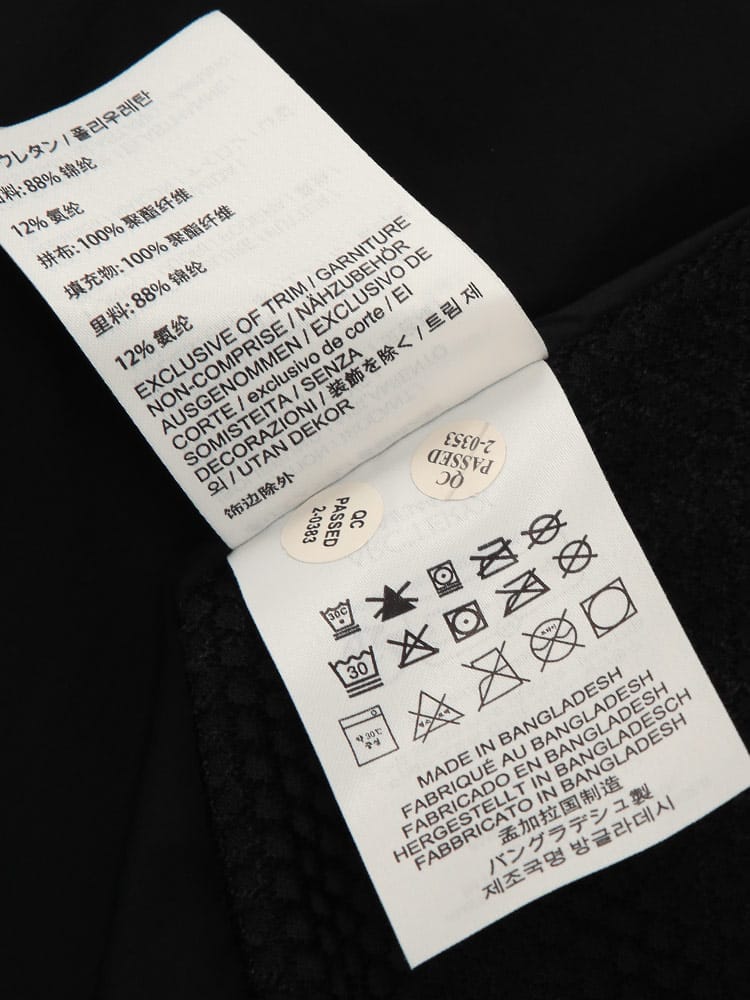 ウレタン / 폴리우레탄
料: 88% 锦纶
12% 氨纶
拼布: 100% 聚酯纤维
填充物: 100% 聚酯纤维
里料: 88% 锦纶
12% 氨纶
EXCLUSIVE OF TRIM / GARNITURE
NON-COMPRISE / NÄHZUBEHÖR
AUSGENOMMEN / EXCLUSIVO DE
CORTE / exclusivo de corte / EI
SOMISTEITA / SENZA
DECORAZIONI / 装飾を除く / 트림 제
외 / UTAN DEKOR
饰边除外
QC
PASSED
2-0353
QC
PASSED
2-0383
30C
30
약 30℃
중성
MADE IN BANGLADESH
FABRIQUÉ AU BANGLADESH
FABRICADO EN BANGLADESH
HERGESTELLT IN BANGLADESCH
FABBRICATO IN BANGLADESH
孟加拉国制造
バングラデシュ製
제조국명 방글라데시